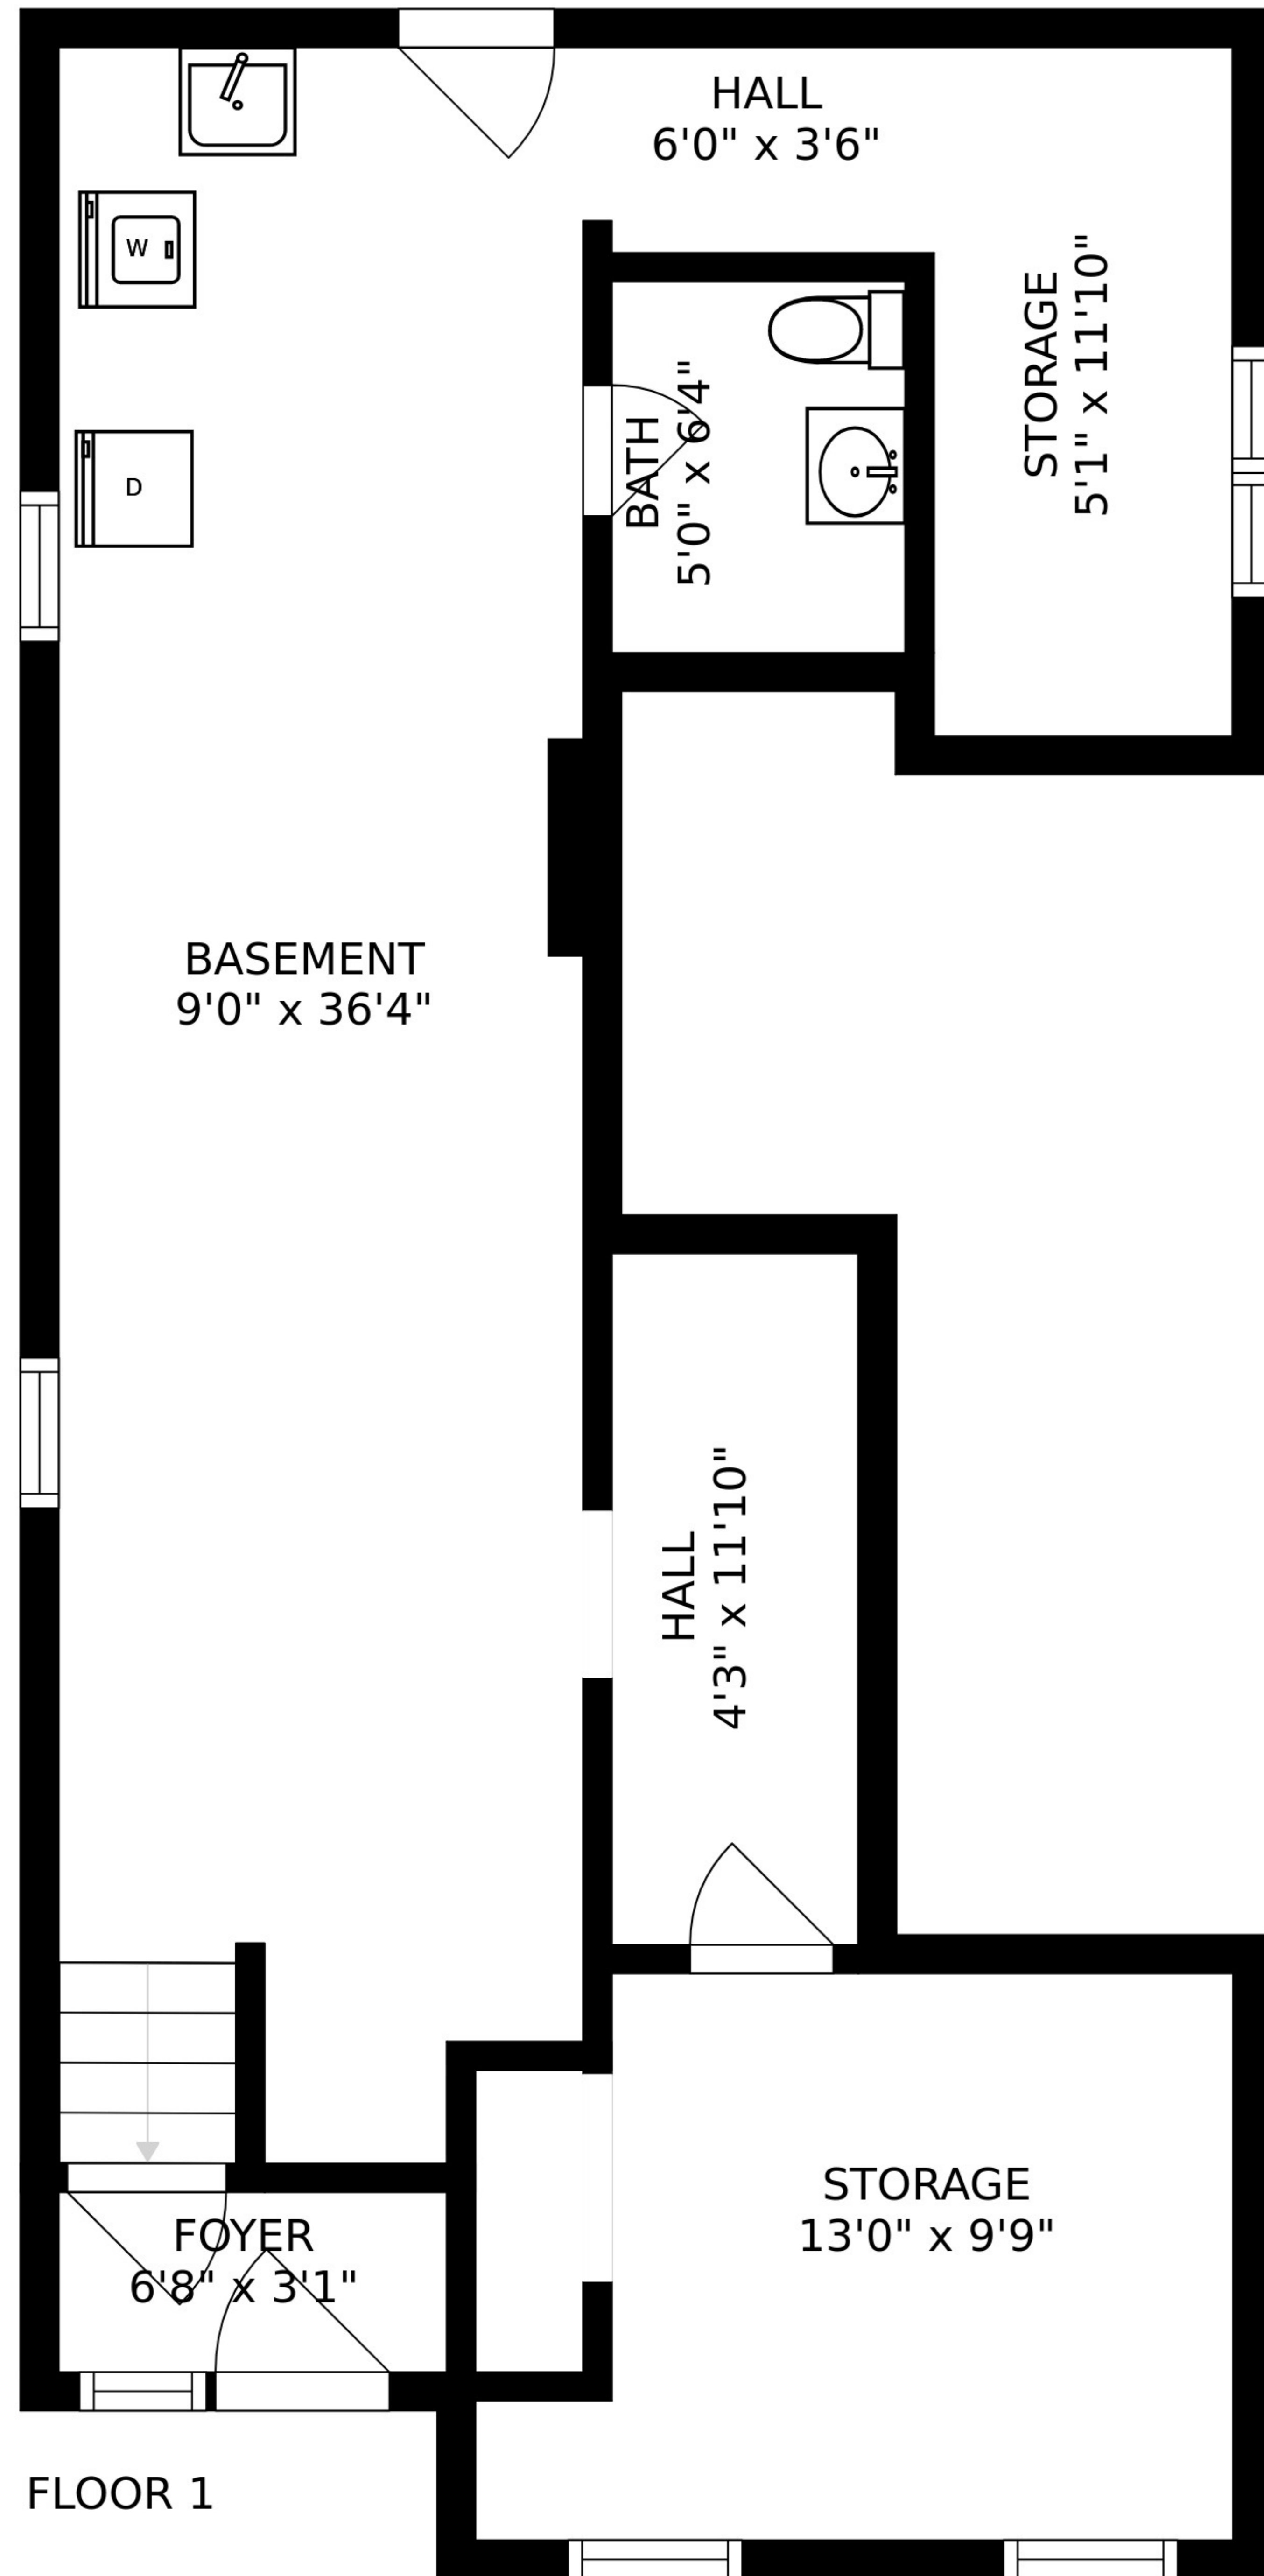 HALL
6'0" x 3'6"
W
STORAGE
5'1" x 11'10"
BATH
5'0" x 6'4"
D
BASEMENT
9'0" x 36'4"
HALL
4'3" x 11'10"
STORAGE
13'0" x 9'9"
FOYER
6'8" x 3'1"
FLOOR 1